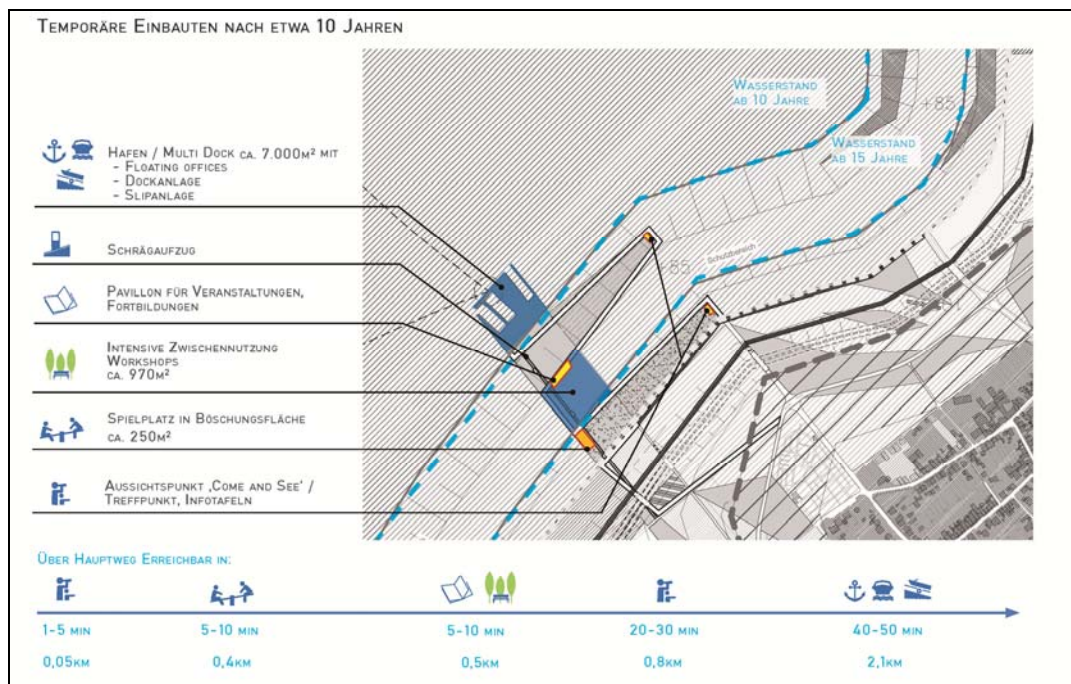 TEMPORÄRE EINBAUTEN NACH ETWA 10 JAHREN
WASSERSTAND
AB 10 JAHRE
+85
WASSERSTAND
AB 15 JAHRE
HAFEN / MULTI DOCK CA. 7.000M² MIT
- FLOATING OFFICES
- DOCKANLAGE
- SLIPANLAGE
SCHRÄGAUFZUG
Schutzbereich
85
PAVILLON FÜR VERANSTALTUNGEN,
FORTBILDUNGEN
INTENSIVE ZWISCHENNUTZUNG
WORKSHOPS
CA. 970M²
SPIELPLATZ IN BÖSCHUNGSFLÄCHE
CA. 250M²
AUSSICHTSPUNKT ‚COME AND SEE‘ /
TREFFPUNKT, INFOTAFELN
ÜBER HAUPTWEG ERREICHBAR IN:
1-5 MIN 5-10 MIN 5-10 MIN 20-30 MIN 40-50 MIN
0,05KM 0,4KM 0,5KM 0,8KM 2,1KM